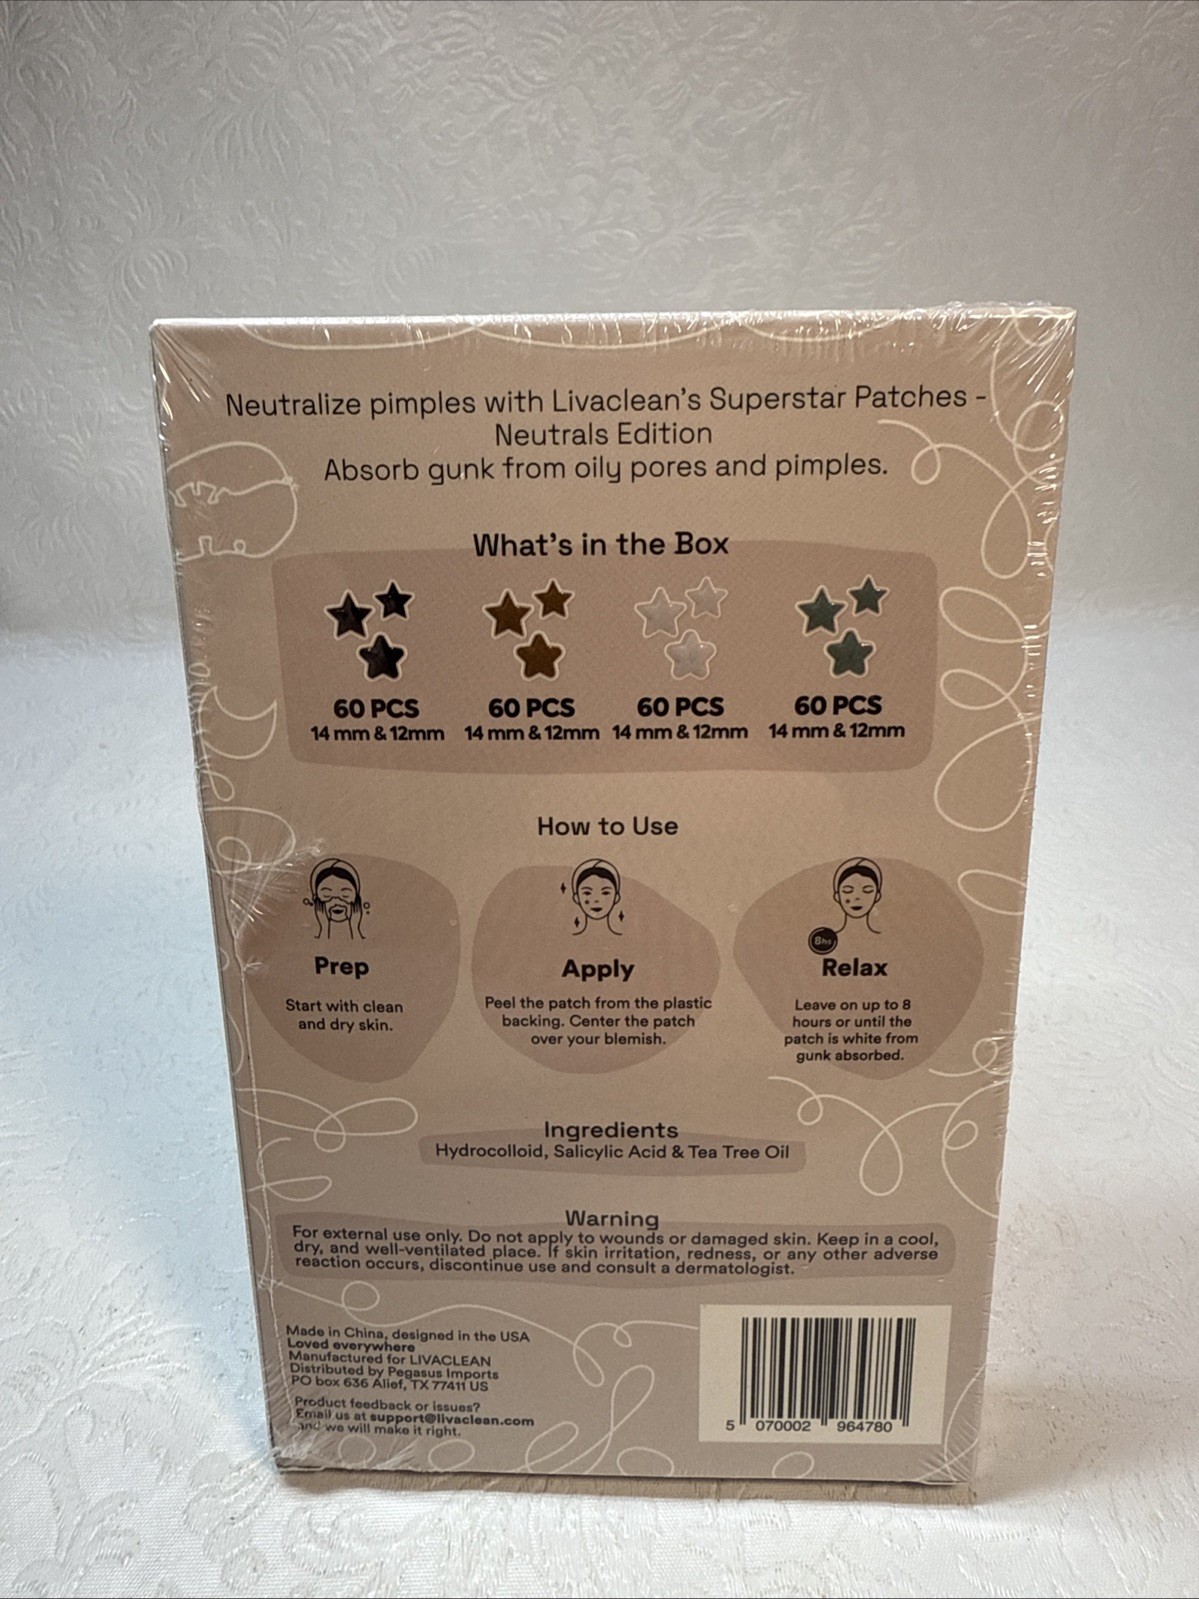 Neutralize pimples with Livaclean's Superstar Patches -
Neutrals Edition
Absorb gunk from oily pores and pimples.
What's in the Box
60 PCS
14 mm & 12mm
60 PCS
14 mm & 12mm
60 PCS
14 mm & 12mm
60 PCS
14 mm & 12mm
How to Use
Prep
Start with clean
and dry skin.
Apply
Peel the patch from the plastic
backing. Center the patch
over your blemish.
8hs
Relax
Leave on up to 8
hours or until the
patch is white from
gunk absorbed.
Ingredients
Hydrocolloid, Salicylic Acid & Tea Tree Oil
Warning
For external use only. Do not apply to wounds or damaged skin. Keep in a cool,
dry, and well-ventilated place. If skin irritation, redness, or any other adverse
reaction occurs, discontinue use and consult a dermatologist.
Made in China, designed in the USA
Loved everywhere
Manufactured for LIVACLEAN
Distributed by Pegasus Imports
PO box 636 Alief, TX 77411 US
Product feedback or issues?
Email us at support@livaclean.com
and we will make it right.
5 070002 964780